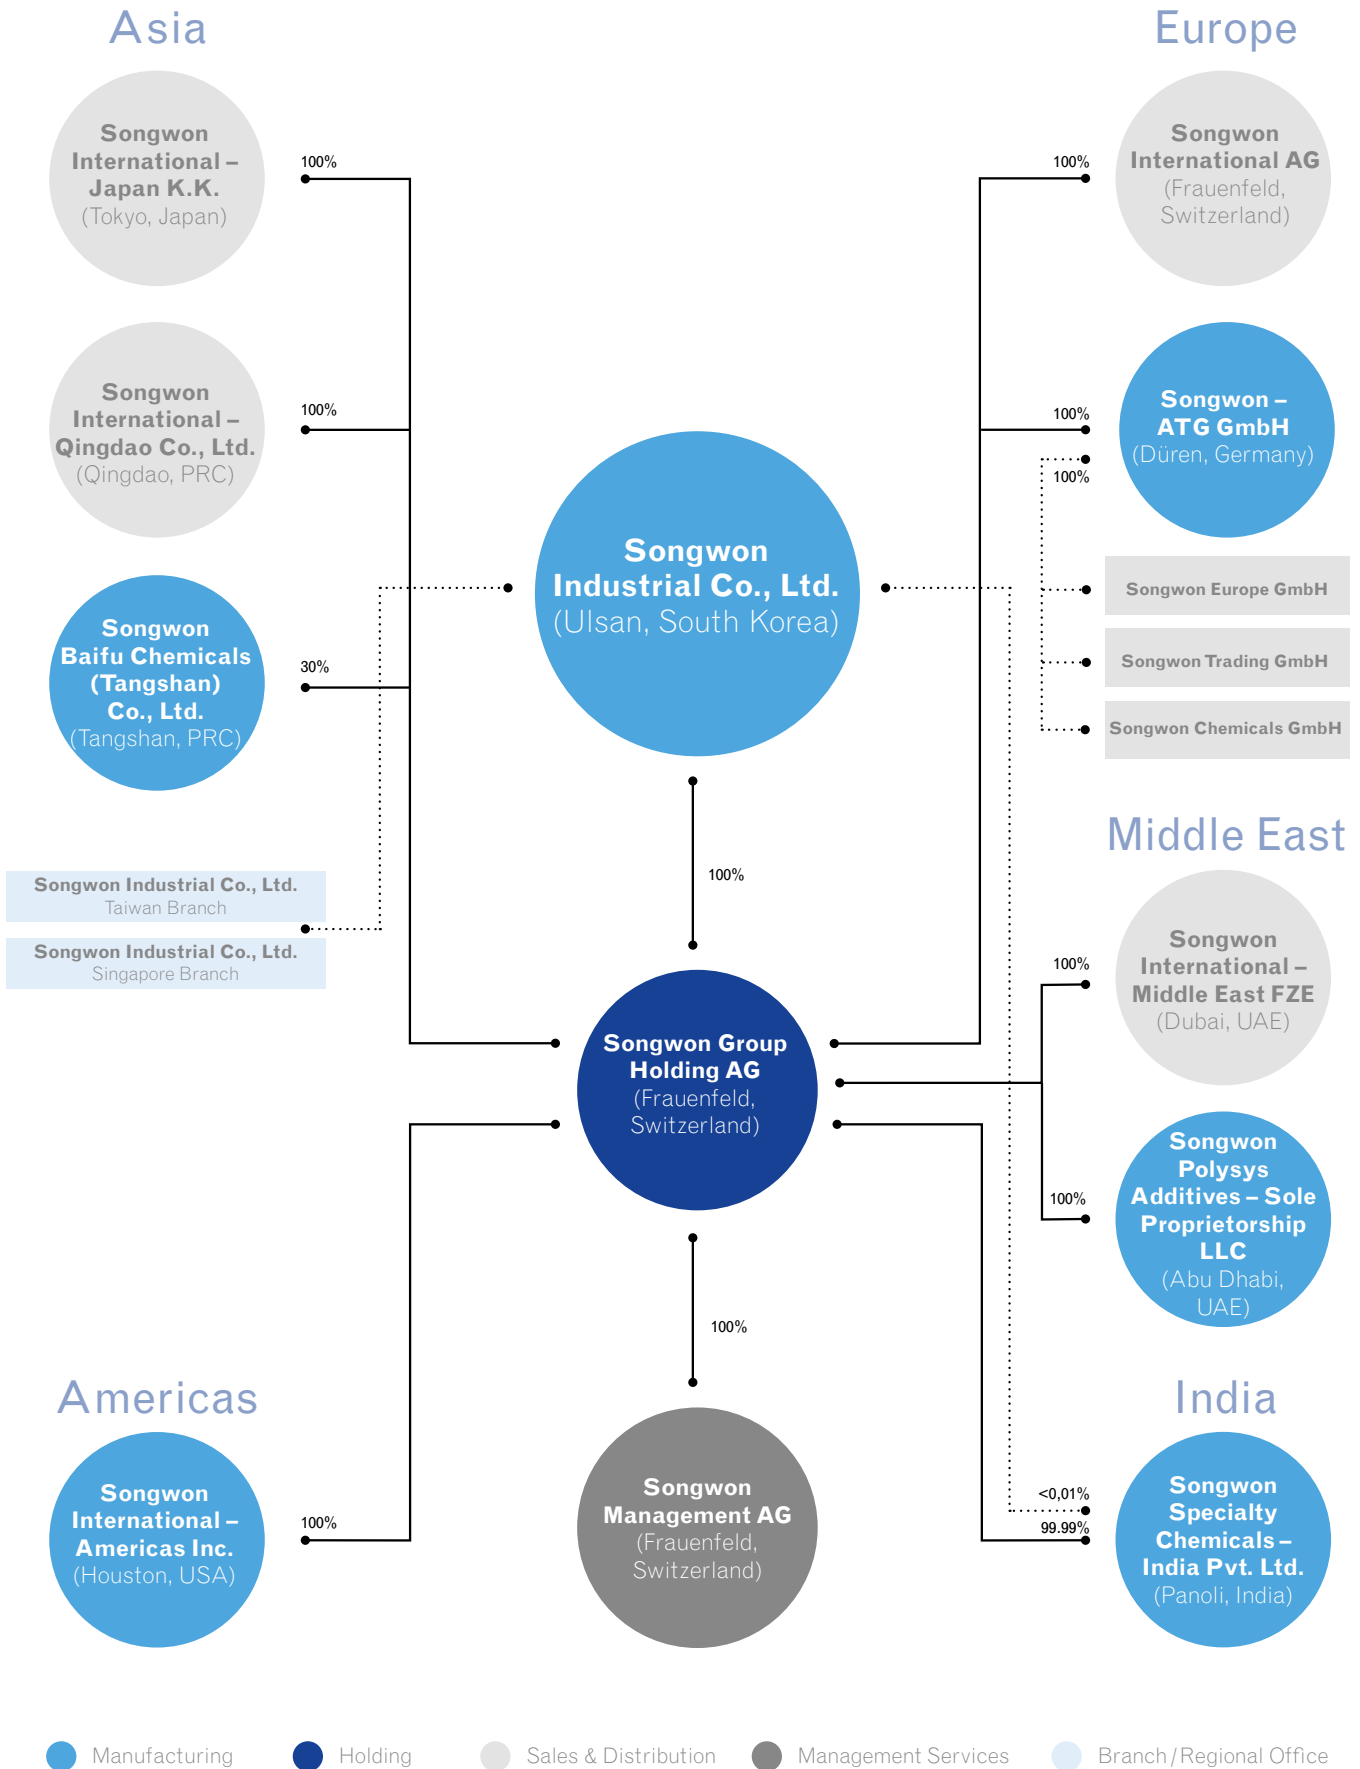 Asia
Songwon
International –
Japan K.K.
(Tokyo, Japan)
100%
Songwon
International –
Qingdao Co., Ltd.
(Qingdao, PRC)
100%
Songwon
Baifu Chemicals
(Tangshan)
Co., Ltd.
(Tangshan, PRC)
30%
Songwon Industrial Co., Ltd.
Taiwan Branch
Songwon Industrial Co., Ltd.
Singapore Branch
Americas
Songwon
International –
Americas Inc.
(Houston, USA)
100%
Songwon
Industrial Co., Ltd.
(Ulsan, South Korea)
100%
Songwon Group
Holding AG
(Frauenfeld,
Switzerland)
100%
Songwon
Management AG
(Frauenfeld,
Switzerland)
Europe
100%
Songwon
International AG
(Frauenfeld,
Switzerland)
100%
100%
Songwon –
ATG GmbH
(Düren, Germany)
Songwon Europe GmbH
Songwon Trading GmbH
Songwon Chemicals GmbH
Middle East
100%
Songwon
International –
Middle East FZE
(Dubai, UAE)
100%
Songwon
Polysys
Additives – Sole
Proprietorship
LLC
(Abu Dhabi,
UAE)
India
<0,01%
99.99%
Songwon
Specialty
Chemicals –
India Pvt. Ltd.
(Panoli, India)
Manufacturing
Holding
Sales & Distribution
Management Services
Branch / Regional Office